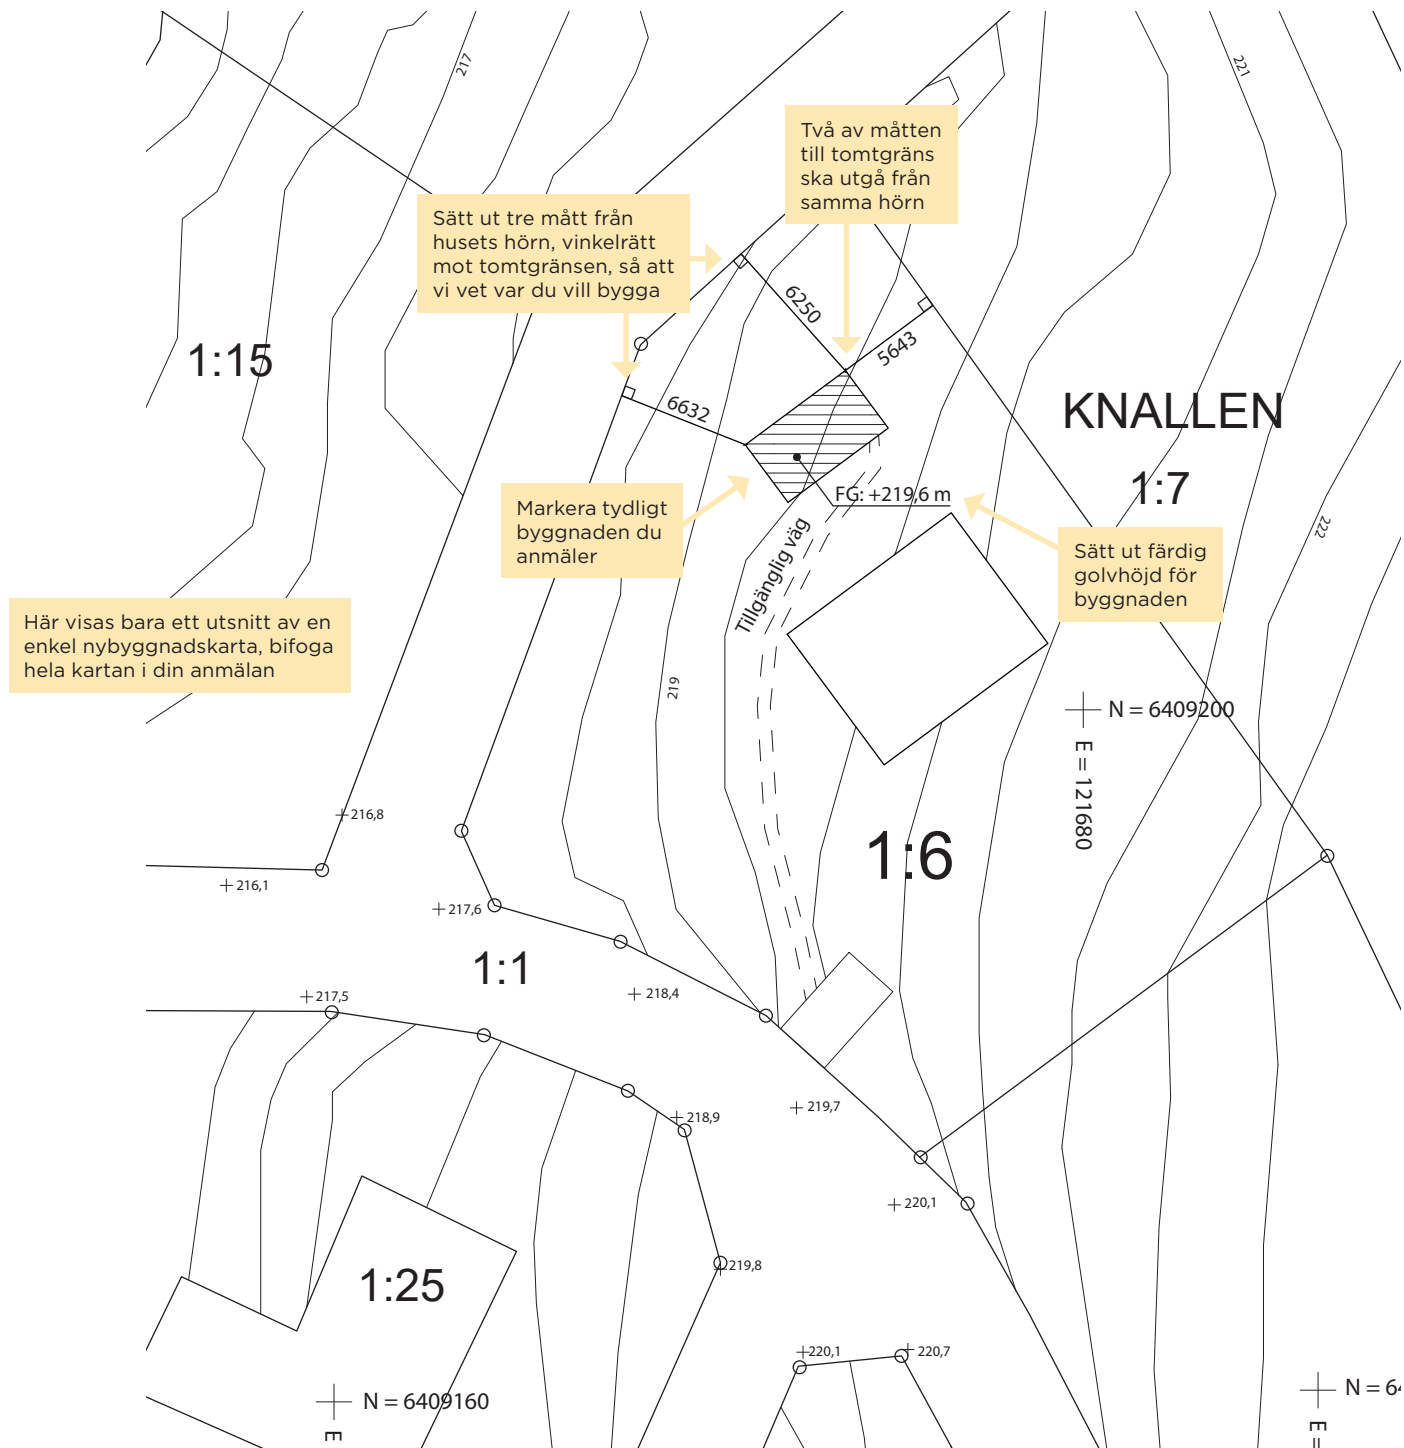 217
221
Två av måtten
till tomtgräns
ska utgå från
samma hörn
Sätt ut tre mått från
husets hörn, vinkelrätt
mot tomtgränsen, så att
vi vet var du vill bygga
6250
5643
1:15
6632
KNALLEN
1:7
FG: +219,6 m
Markera tydligt
byggnaden du
anmäler
222
Sätt ut färdig
golvhöjd för
byggnaden
Tillgänglig väg
Här visas bara ett utsnitt av en
enkel nybyggnadskarta, bifoga
hela kartan i din anmälan
219
N = 6409200
E = 121680
216,8
1:6
216,1
217,6
1:1
217,5
218,4
219,7
218,9
220,1
219,8
1:25
220,1
220,7
N = 6409160
E
N = 64
E =